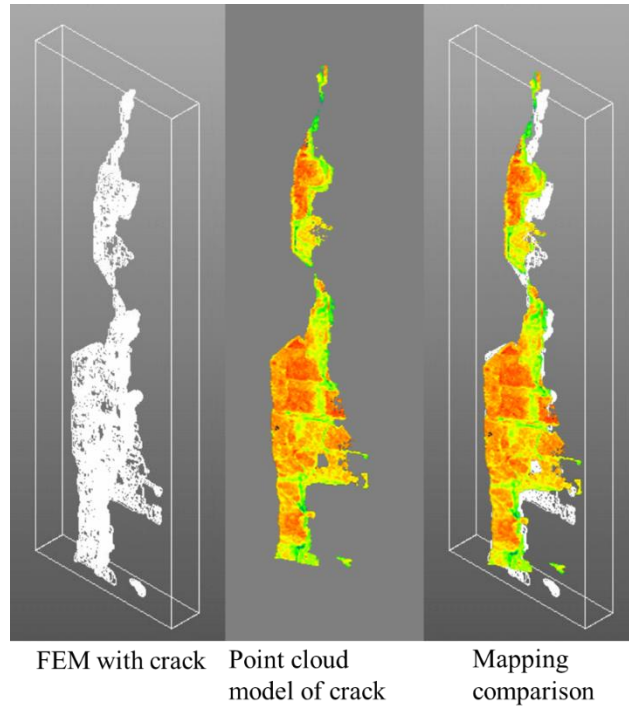 FEM with crack
Point cloud
model of crack
Mapping
comparison